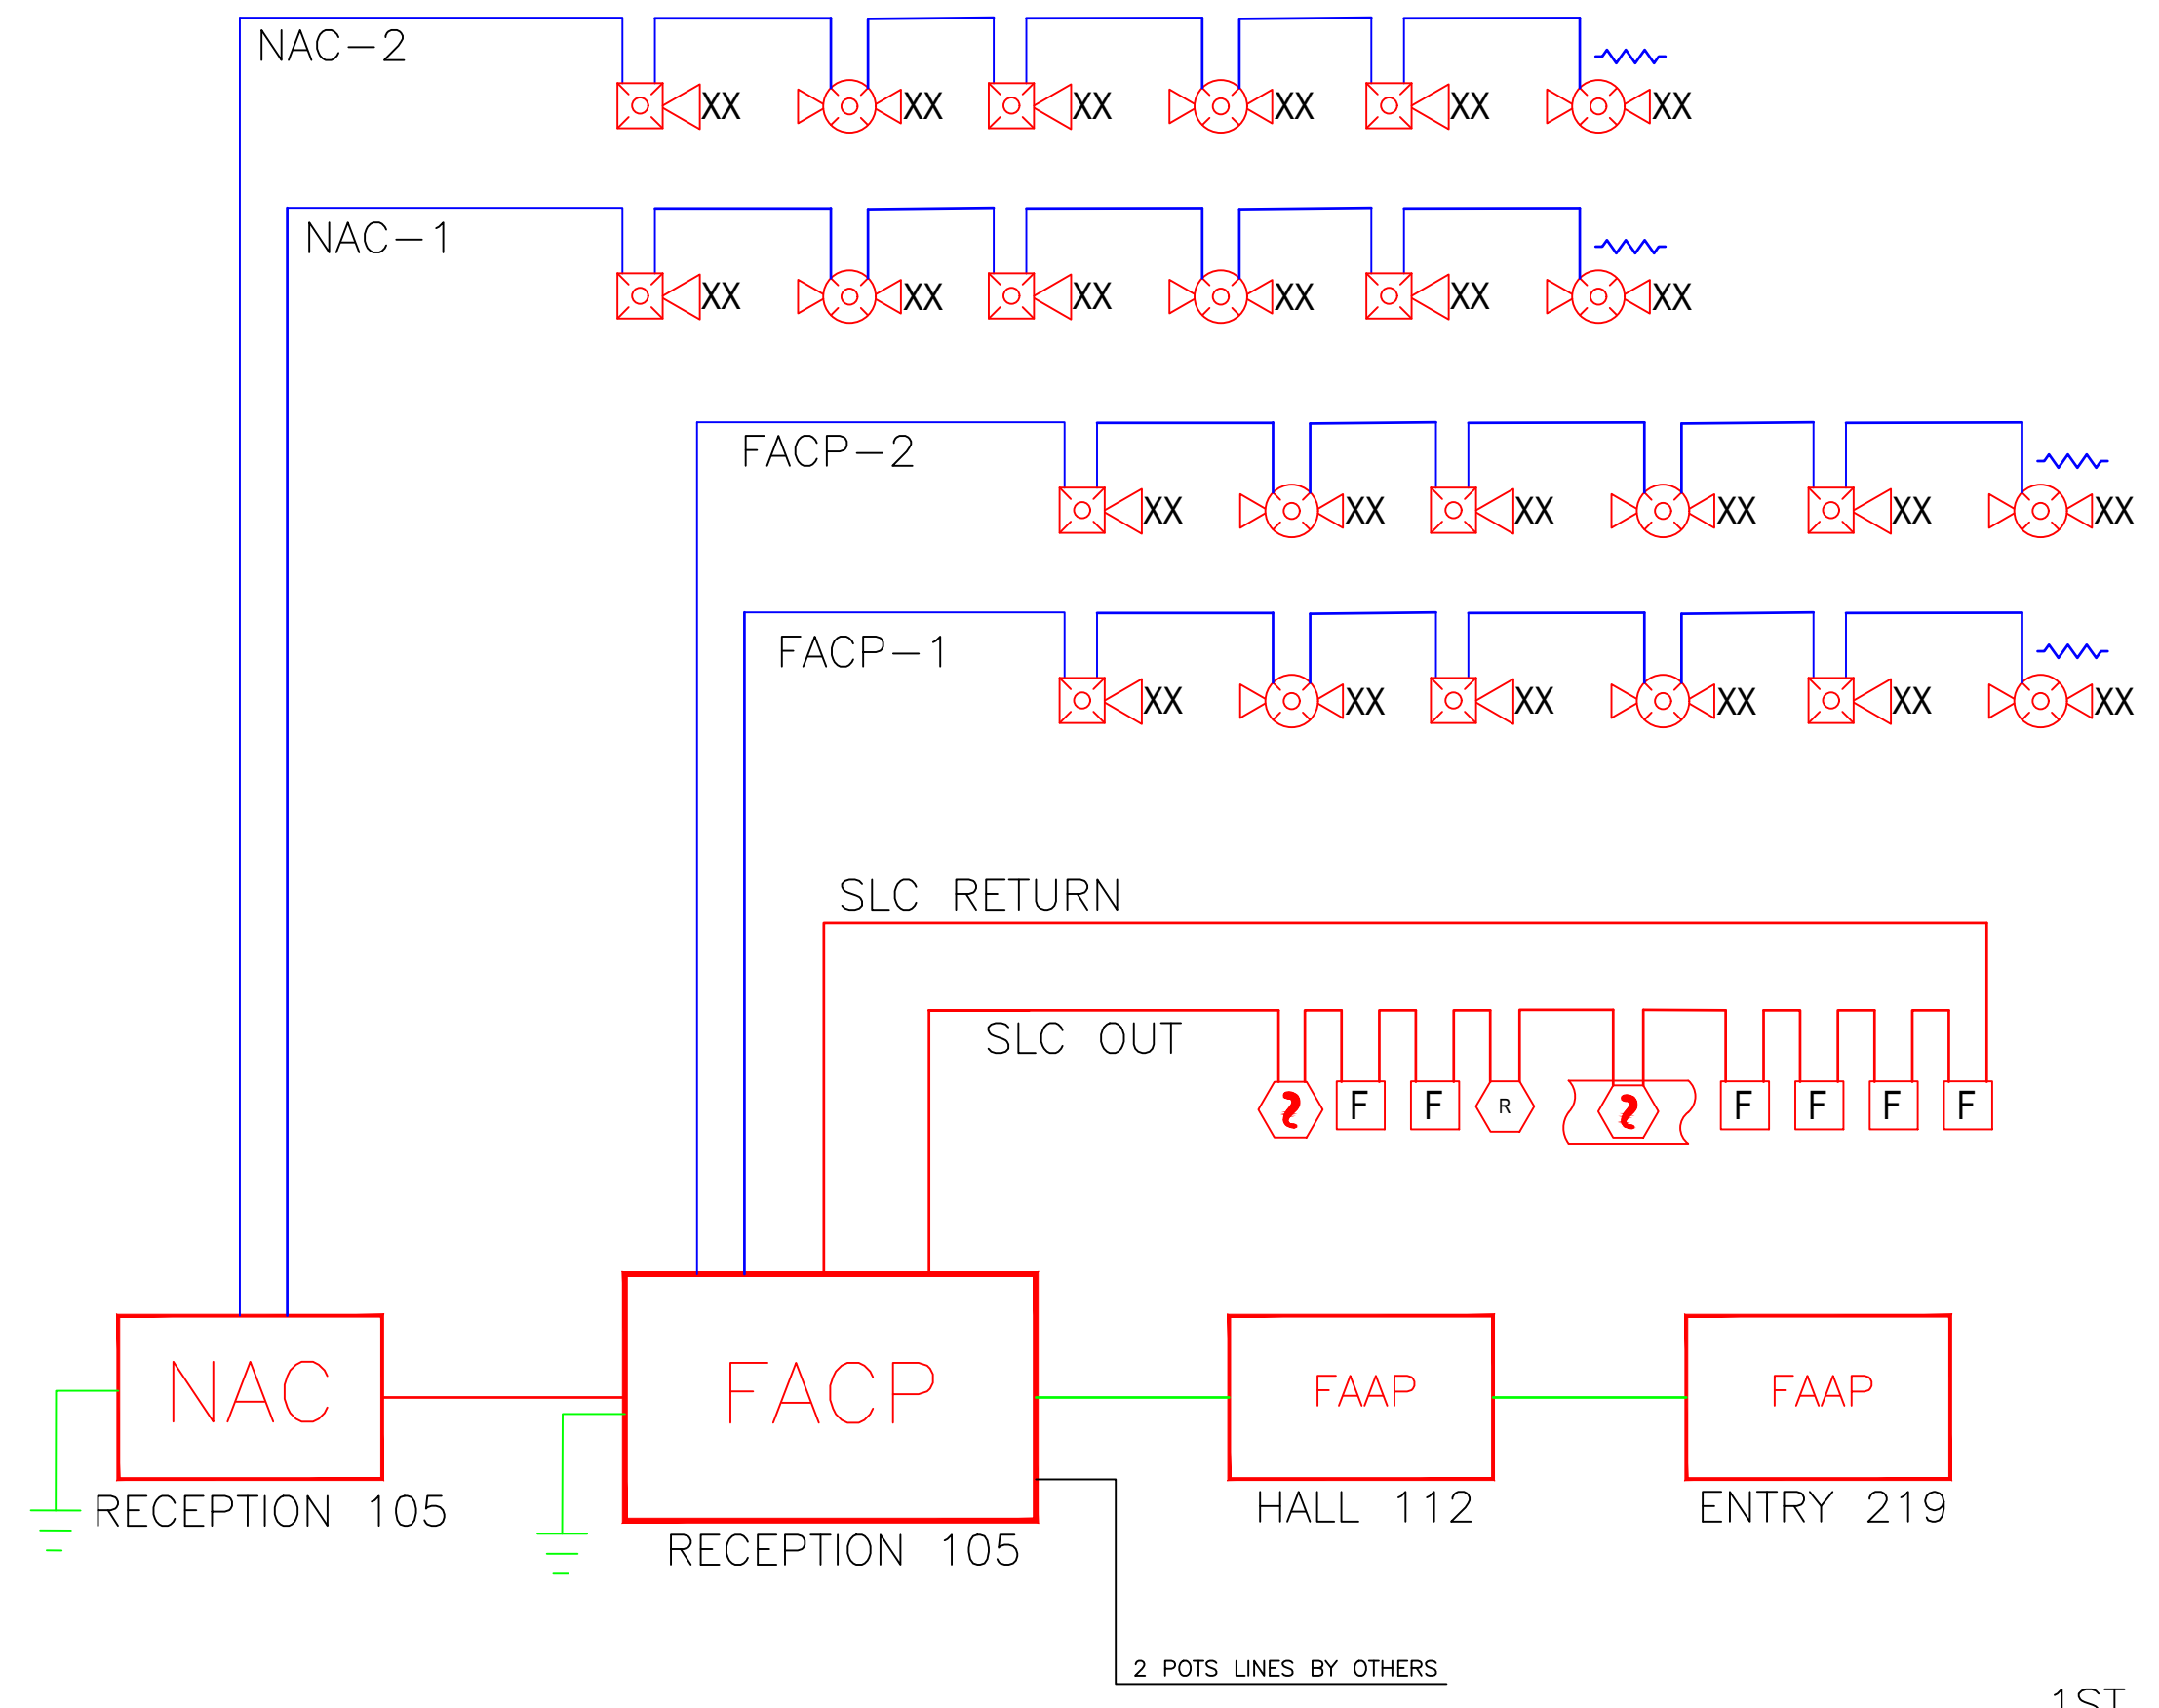 NAC-2
XX XX XX XX XX XX
NAC-1
XX XX XX XX XX XX
FACP-2
XX XX XX XX XX XX
FACP-1
XX XX XX XX XX XX
SLC RETURN
SLC OUT
F F R F F F F
NAC
FACP
FAAP
FAAP
RECEPTION 105
RECEPTION 105
HALL 112
ENTRY 219
2 POTS LINES BY OTHERS
1ST